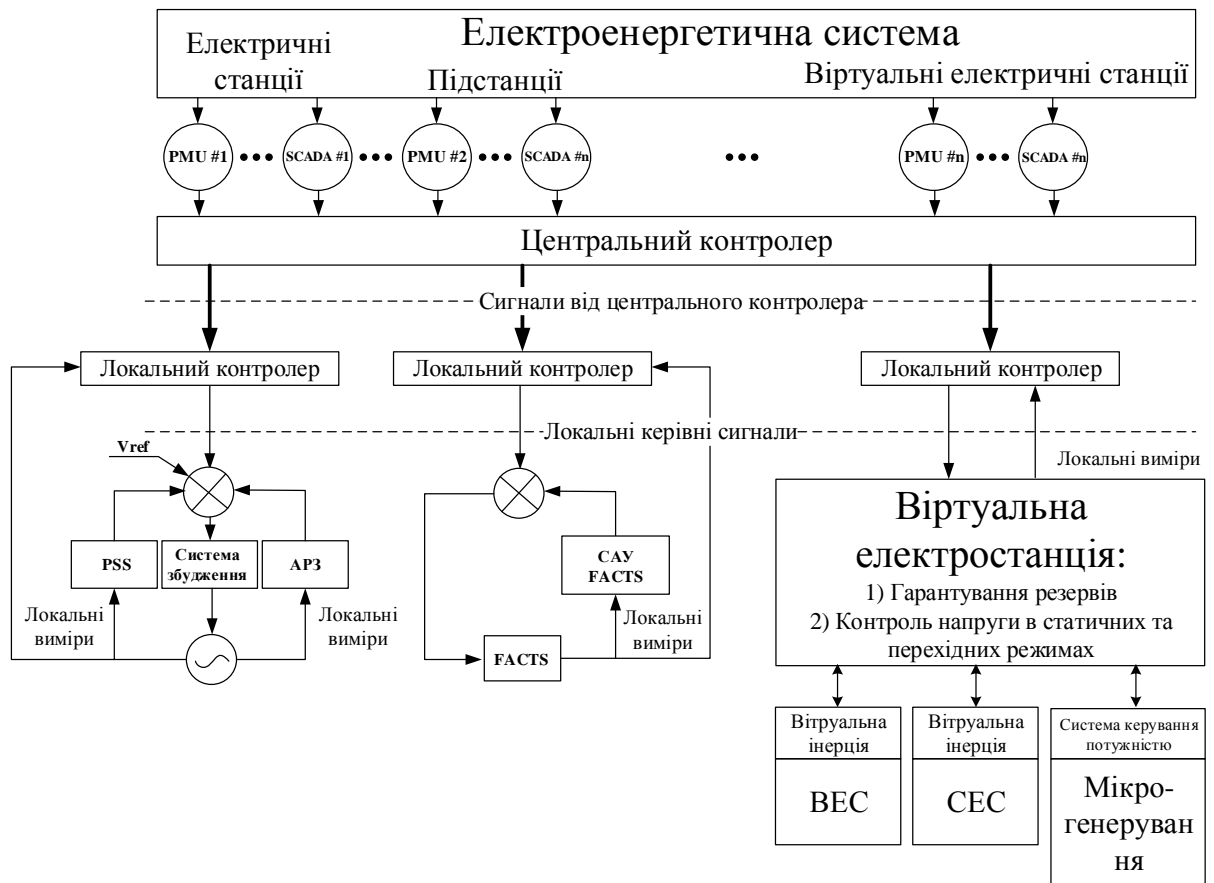 Електроенергетична система
Електричні
станції
Підстанції
Віртуальні електричні станції
PMU #1
SCADA #1
PMU #2
SCADA #n
PMU #n
SCADA #n
Центральний контролер
Сигнали від центрального контролера
Локальний контролер
Локальний контролер
Локальний контролер
Локальні керівні сигнали
Vref
Локальні виміри
PSS
Система
збудження
АРЗ
Локальні
виміри
Локальні
виміри
САУ
FACTS
Локальні
виміри
FACTS
Віртуальна
електростанція:
1) Гарантування резервів
2) Контроль напруги в статичних та
перехідних режимах
Вітруальна
інерція
ВЕС
Вітруальна
інерція
СЕС
Система керування
потужністю
Мікро-
генеруван
ня